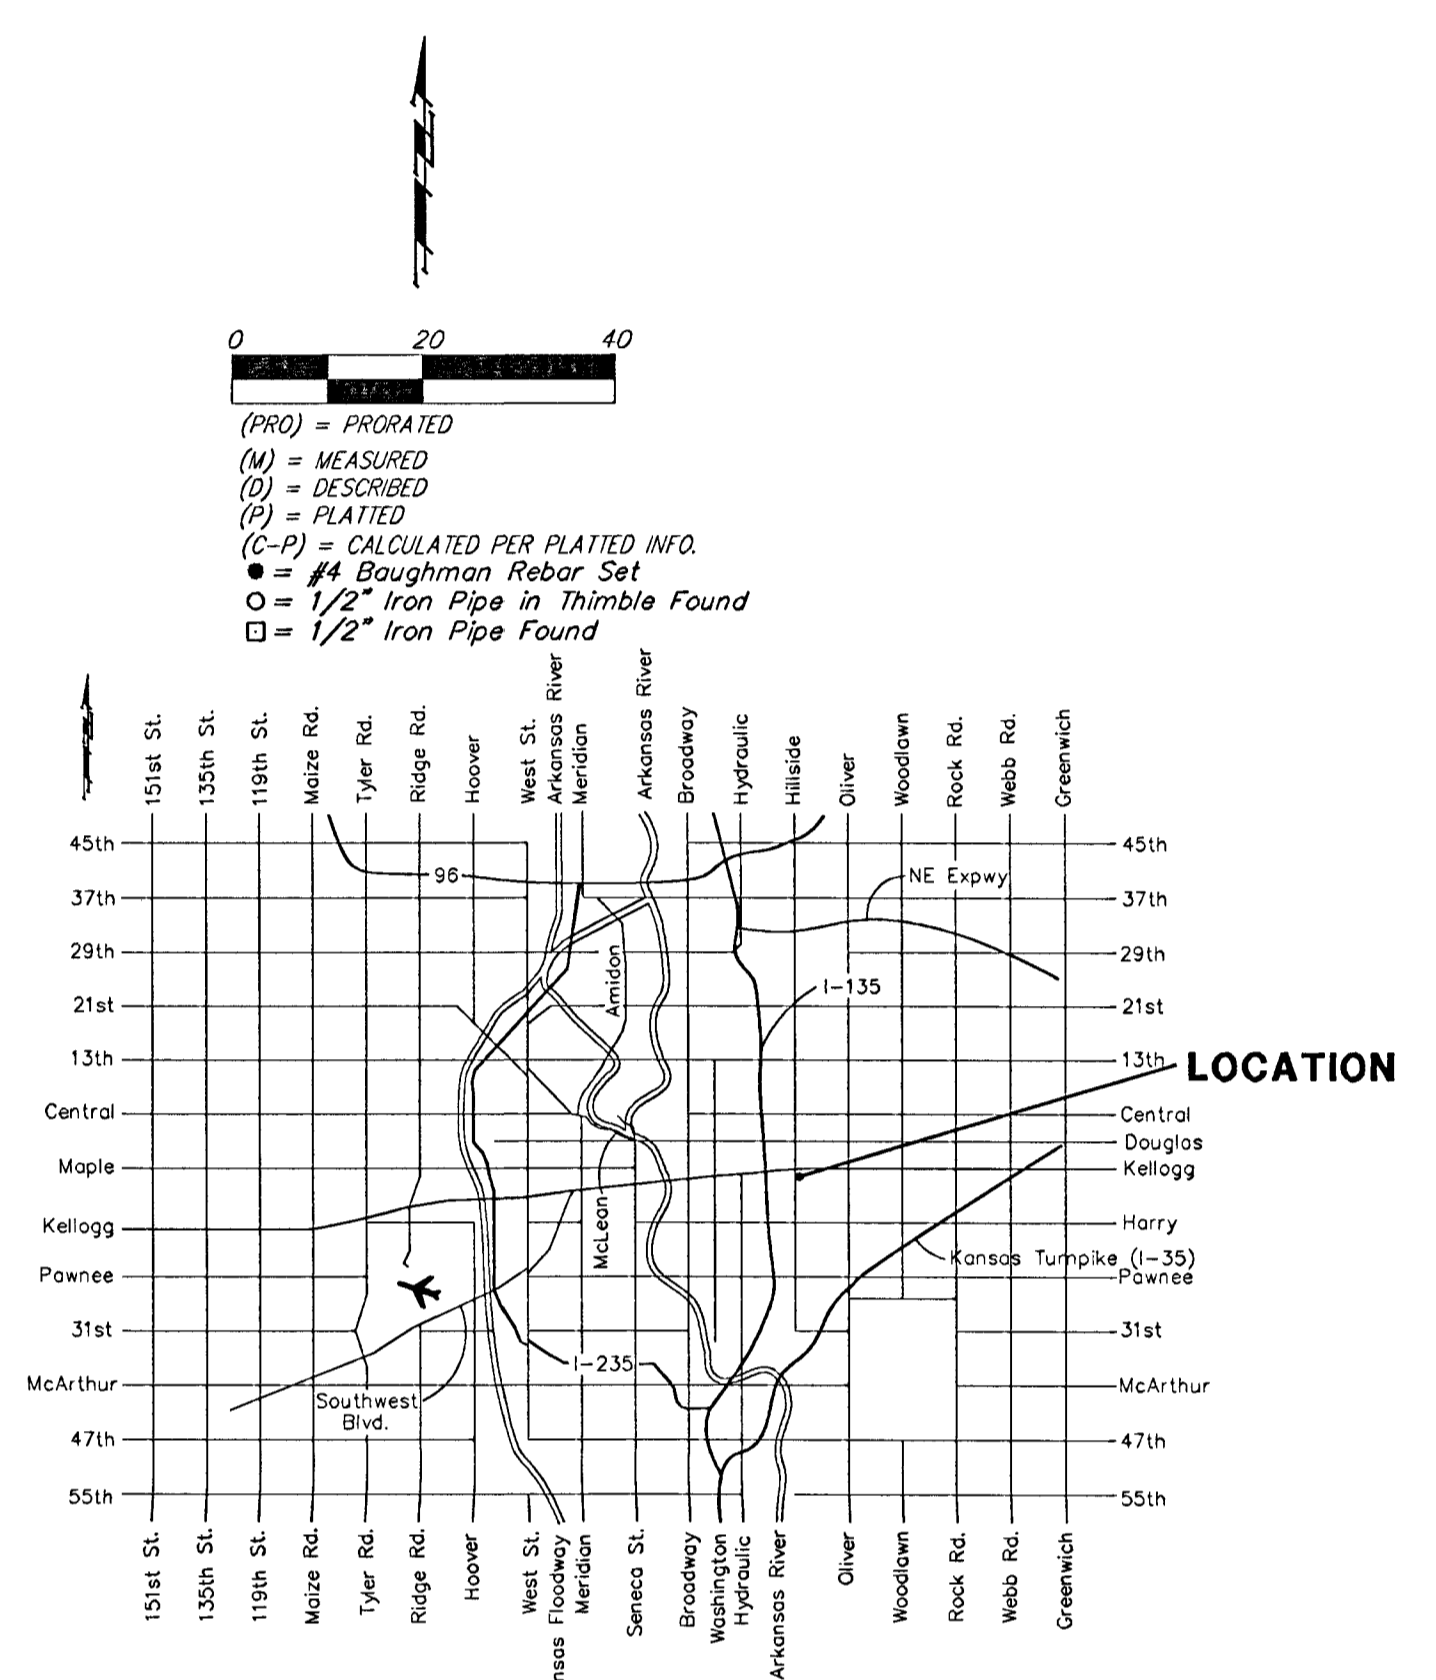 0 20 40
(PRO) = PRORATED
(M) = MEASURED
(D) = DESCRIBED
(P) = PLATTED
(C-P) = CALCULATED PER PLATTED INFO.
= #4 Baughman Rebar Set
= 1/2" Iron Pipe in Thimble Found
= 1/2" Iron Pipe Found
151st St.
135th St.
119th St.
Maize Rd.
Tyler Rd.
Ridge Rd.
Hoover
West St.
Arkansas River
Meridian
Arkansas River
Broadway
Hydraulic
Hillside
Oliver
Woodlawn
Rock Rd.
Webb Rd.
Greenwich
45th
45th
96
NE Expwy
37th
37th
29th
29th
Amidon
I-135
21st
21st
13th
13th
LOCATION
Central
Central
Douglas
Maple
Kellogg
McLean
Kellogg
Harry
Kansas Turnpike (I-35)
Pawnee
Pawnee
31st
31st
I-235
McArthur
McArthur
Southwest
Blvd.
47th
47th
55th
55th
151st St.
135th St.
119th St.
Maize Rd.
Tyler Rd.
Ridge Rd.
Hoover
West St.
nsas Floodway
Meridian
Seneca St.
Broadway
Washington
Hydraulic
Arkansas River
Oliver
Woodlawn
Rock Rd.
Webb Rd.
Greenwich